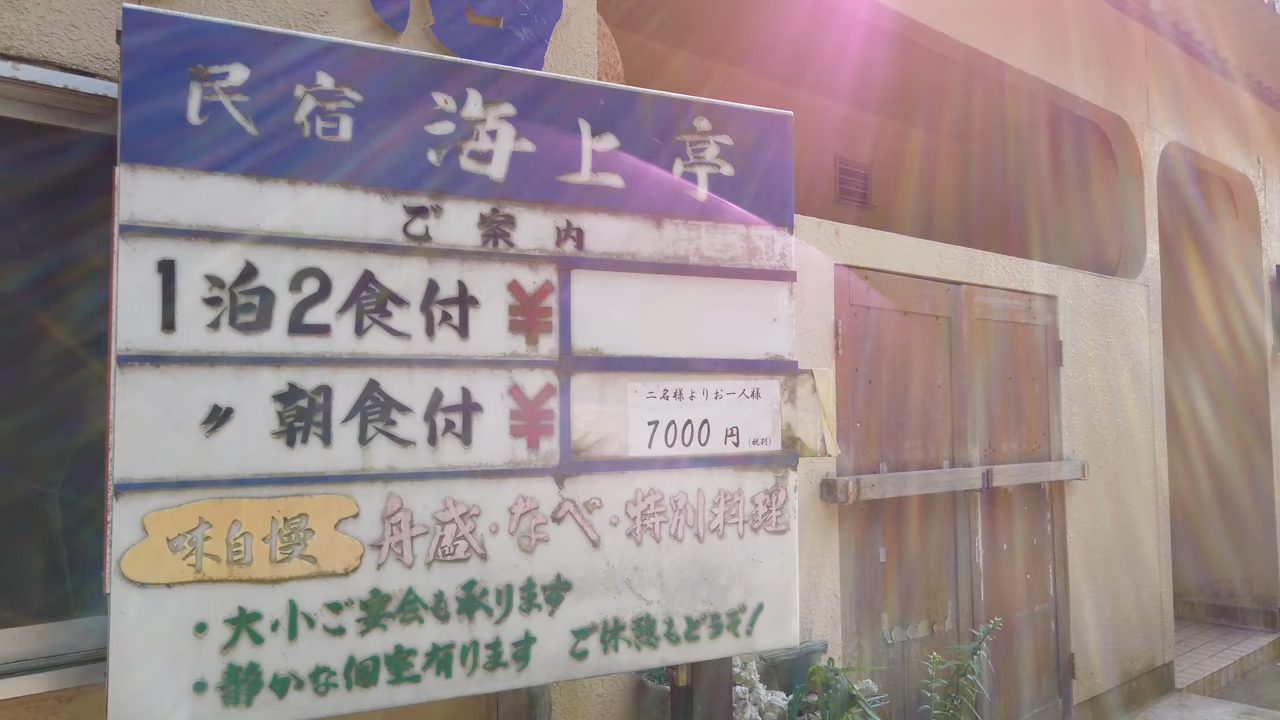 民宿 海上亭
ご案内
1泊2食付
〃 朝食付
二名様よりお一人様
7000円(税別)
味自慢 舟盛・なべ・特別料理
・大小ご宴会も承ります
・静かな個室有ります ご休憩もどうぞ!